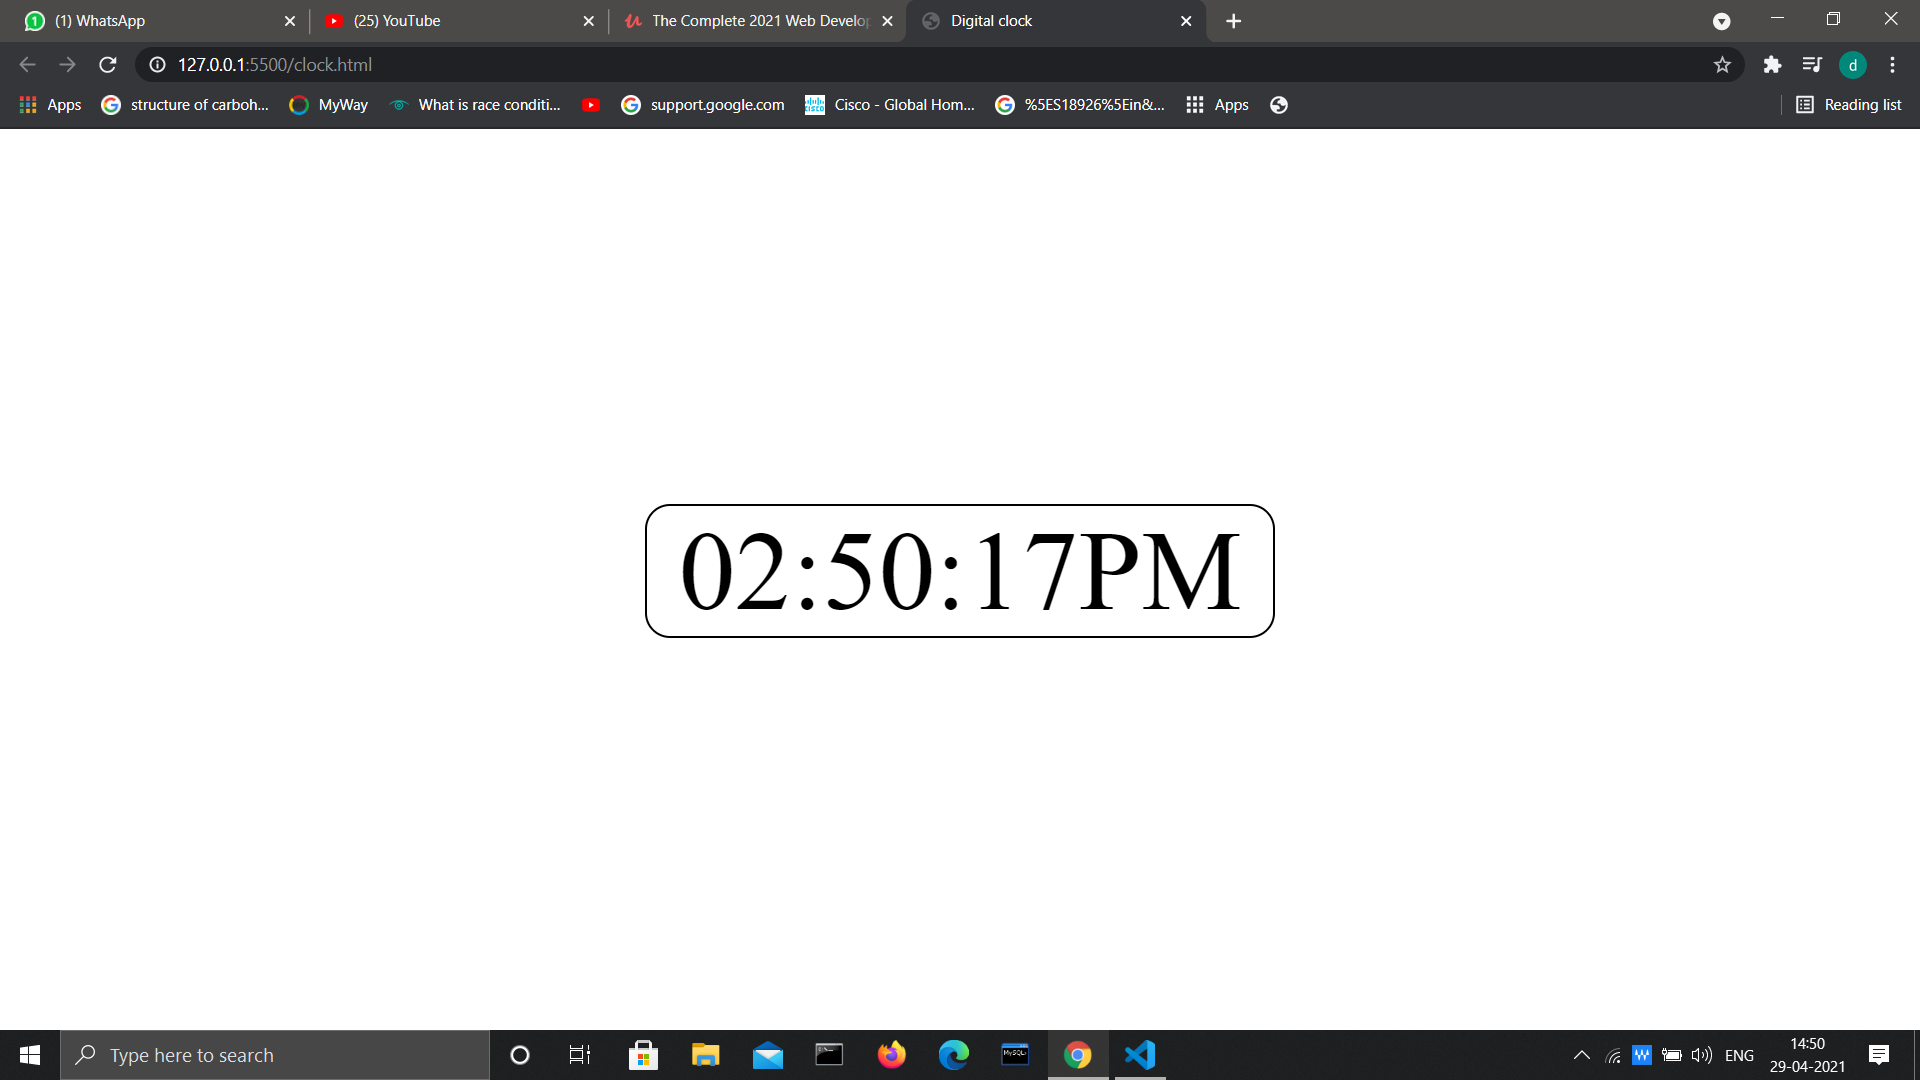 (1) WhatsApp
(25) YouTube
The Complete 2021 Web Develop
Digital clock
127.0.0.1:5500/clock.html
d
Apps
structure of carboh...
MyWay
What is race conditi...
support.google.com
Cisco - Global Hom...
%5ES18926%5Ein&...
Apps
Reading list
02:50:17PM
Type here to search
ENG
14:50
29-04-2021